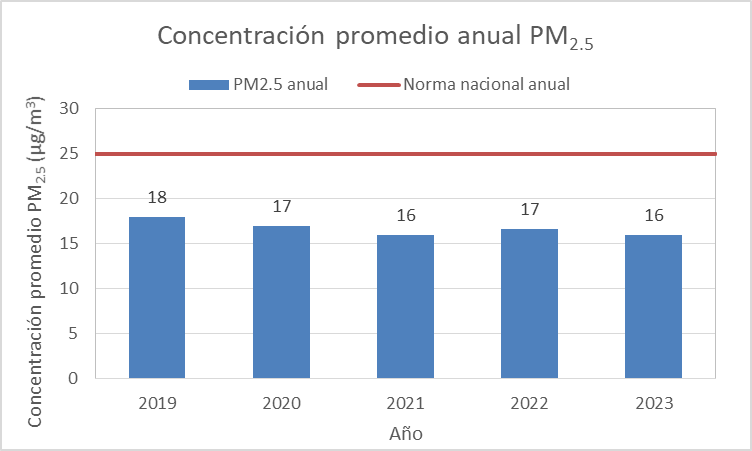 Concentración promedio anual PM2.5
PM2.5 anual Norma nacional anual
Concentración promedio PM2.5 (µg/m3)
30
25
20
15
10
5
0
18 17 16 17 16
2019 2020 2021 2022 2023
Año